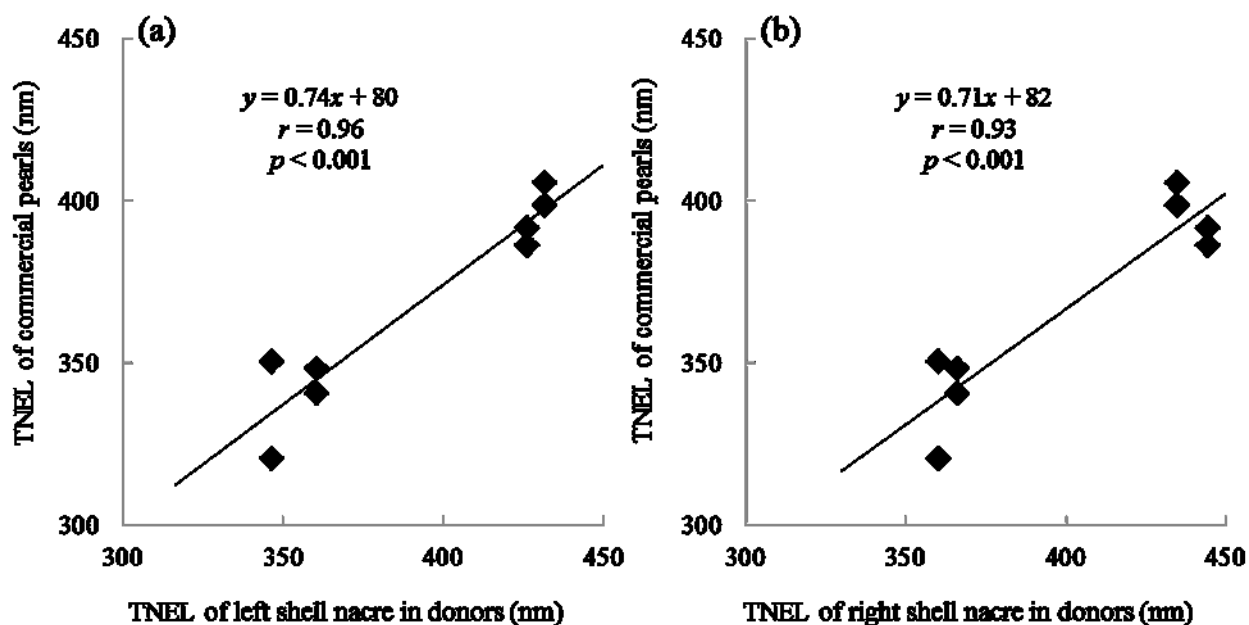 (a)
y = 0.74x + 80
r = 0.96
p < 0.001
TNEL of commercial pearls (nm)
450
400
350
300
300 350 400 450
TNEL of left shell nacre in donors (nm)
(b)
y = 0.71x + 82
r = 0.93
p < 0.001
TNEL of commercial pearls (nm)
450
400
350
300
300 350 400 450
TNEL of right shell nacre in donors (nm)